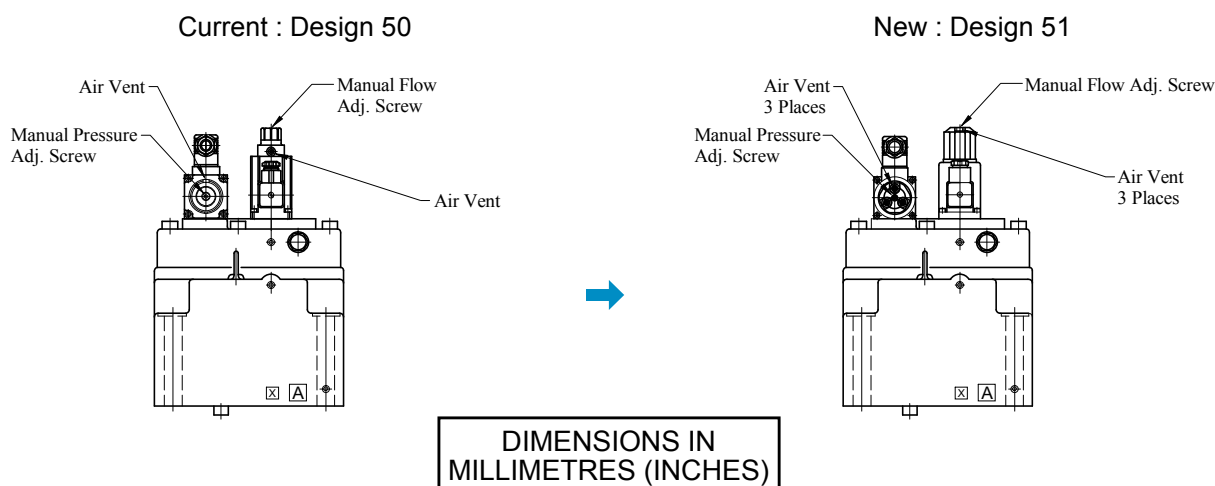 Current : Design 50
New : Design 51
Air Vent
Manual Flow
Adj. Screw
Manual Pressure
Adj. Screw
Air Vent
X A
Air Vent
3 Places
Manual Flow Adj. Screw
Manual Pressure
Adj. Screw
Air Vent
3 Places
X A
DIMENSIONS IN
MILLIMETRES (INCHES)